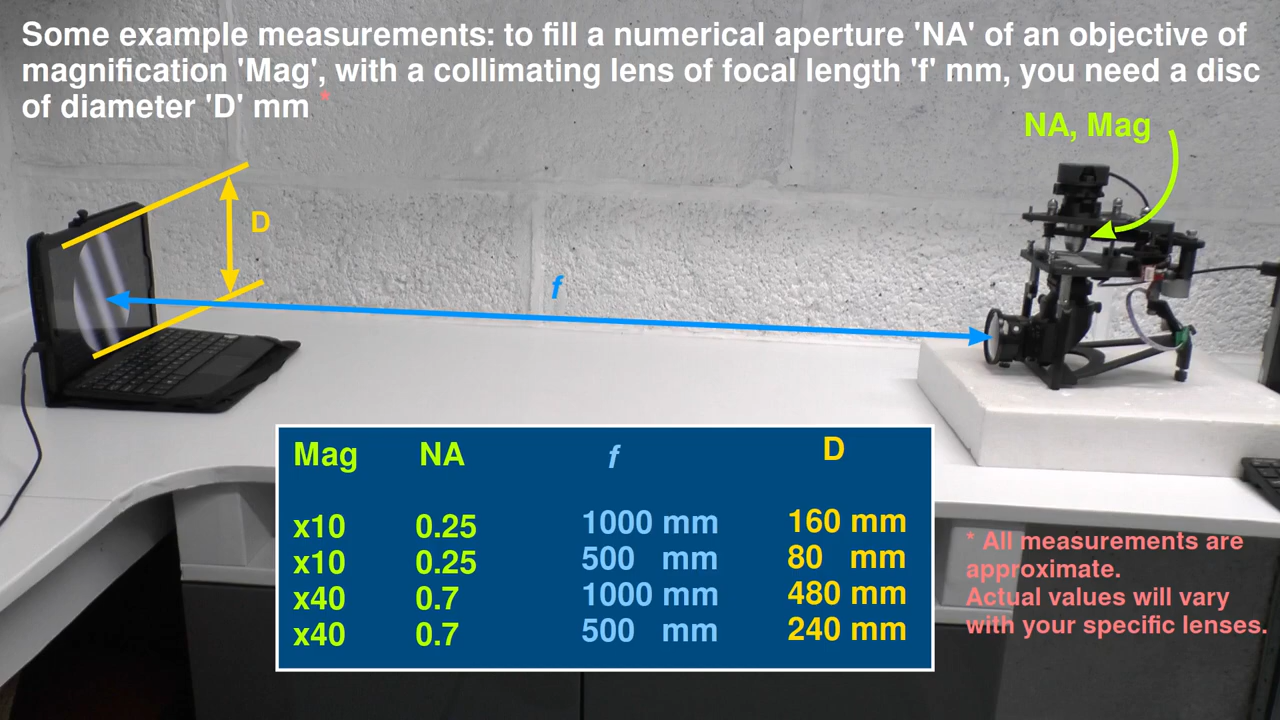 Some example measurements: to fill a numerical aperture 'NA' of an objective of
magnification 'Mag', with a collimating lens of focal length 'f' mm, you need a disc
of diameter 'D' mm *
NA, Mag
D
f
Mag NA f D
x10 0.25 1000 mm 160 mm
x10 0.25 500 mm 80 mm
x40 0.7 1000 mm 480 mm
x40 0.7 500 mm 240 mm
* All measurements are
approximate.
Actual values will vary
with your specific lenses.